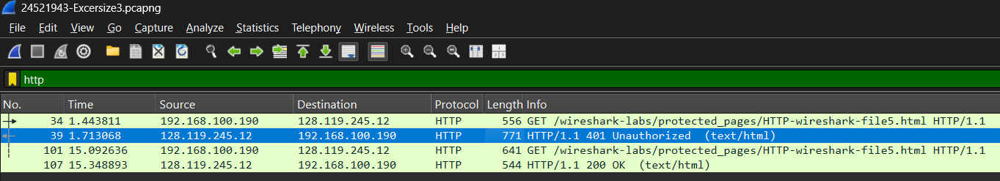 24521943-Excersize3.pcapng
File Edit View Go Capture Analyze Statistics Telephony Wireless Tools Help
http
No. Time Source Destination Protocol Length Info
34 1.443811 192.168.100.190 128.119.245.12 HTTP 556 GET /wireshark-labs/protected_pages/HTTP-wireshark-file5.html HTTP/1.1
39 1.713068 128.119.245.12 192.168.100.190 HTTP 771 HTTP/1.1 401 Unauthorized (text/html)
101 15.092636 192.168.100.190 128.119.245.12 HTTP 641 GET /wireshark-labs/protected_pages/HTTP-wireshark-file5.html HTTP/1.1
107 15.348893 128.119.245.12 192.168.100.190 HTTP 544 HTTP/1.1 200 OK (text/html)